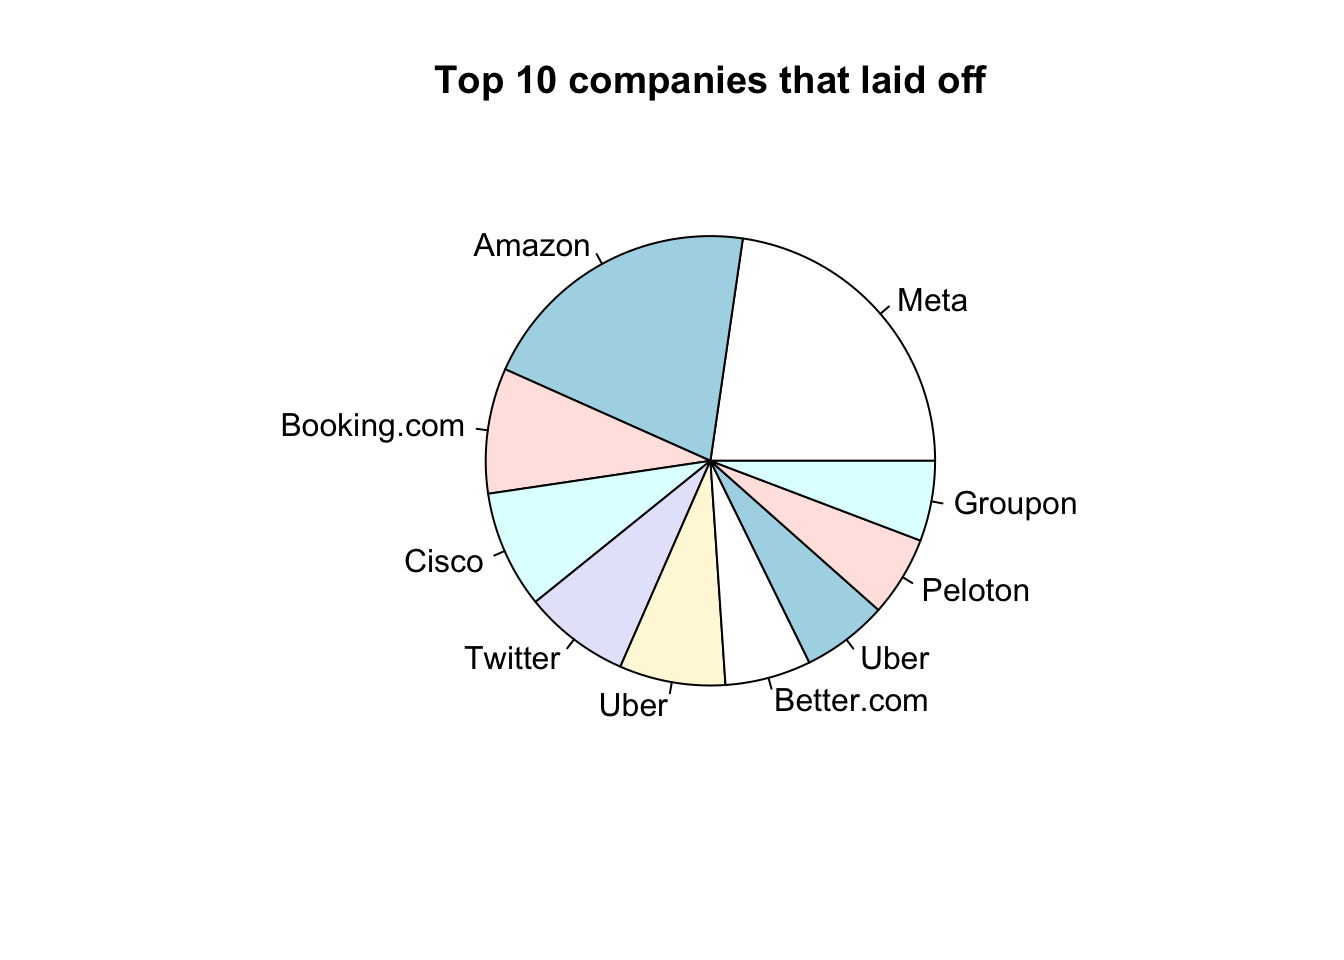 Top 10 companies that laid off
Amazon
Meta
Booking.com
Groupon
Cisco
Peloton
Twitter
Uber
Uber
Better.com